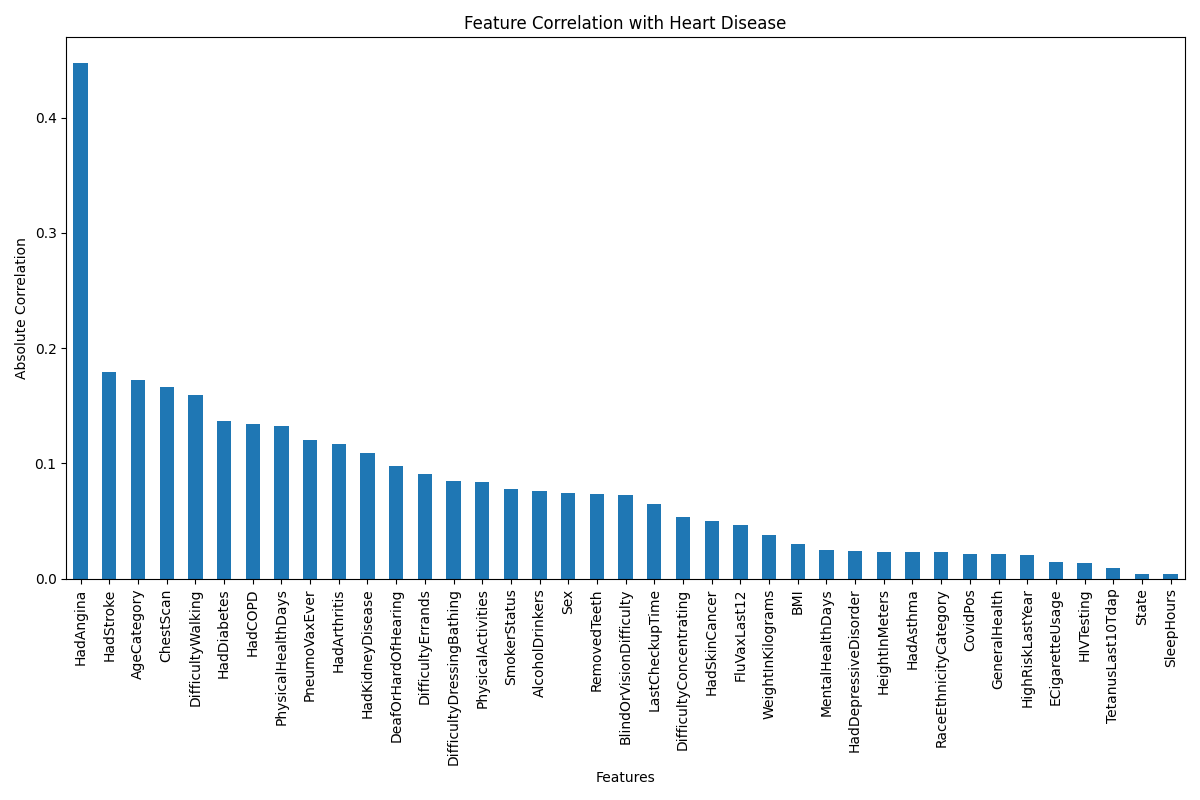 Feature Correlation with Heart Disease
Absolute Correlation
0.4
0.3
0.2
0.1
0.0
HadAngina
HadStroke
AgeCategory
ChestScan
DifficultyWalking
HadDiabetes
HadCOPD
PhysicalHealthDays
PneumoVaxEver
HadArthritis
HadKidneyDisease
DeafOrHardOfHearing
DifficultyErrands
DifficultyDressingBathing
PhysicalActivities
SmokerStatus
AlcoholDrinkers
Sex
RemovedTeeth
BlindOrVisionDifficulty
LastCheckupTime
DifficultyConcentrating
HadSkinCancer
FluVaxLast12
WeightInKilograms
BMI
MentalHealthDays
HadDepressiveDisorder
HeightInMeters
HadAsthma
RaceEthnicityCategory
CovidPos
GeneralHealth
HighRiskLastYear
ECigaretteUsage
HIVTesting
TetanusLast10Tdap
State
SleepHours
Features